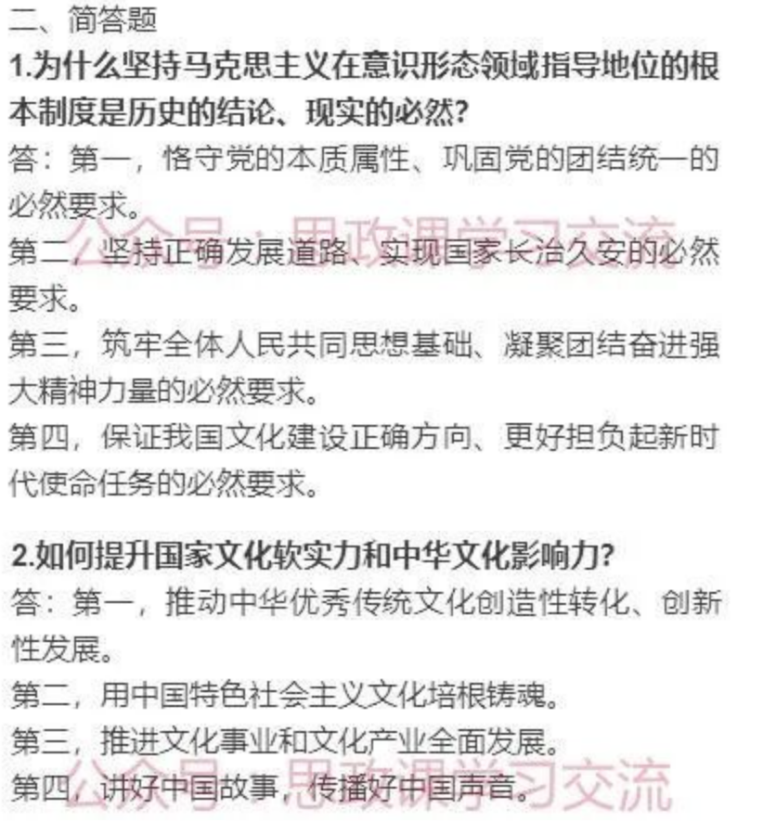 二、简答题
1.为什么坚持马克思主义在意识形态领域指导地位的根
本制度是历史的结论、现实的必然？
答：第一，恪守党的本质属性、巩固党的团结统一的
必然要求。
公众号：思政课学习交流
第二，坚持正确发展道路、实现国家长治久安的必然
要求。
第三，筑牢全体人民共同思想基础、凝聚团结奋进强
大精神力量的必然要求。
第四，保证我国文化建设正确方向、更好担负起新时
代使命任务的必然要求。
2.如何提升国家文化软实力和中华文化影响力？
答：第一，推动中华优秀传统文化创造性转化、创新
性发展。
第二，用中国特色社会主义文化培根铸魂。
第三，推进文化事业和文化产业全面发展。
第四，讲好中国故事，传播好中国声音。
公众号：思政课学习交流